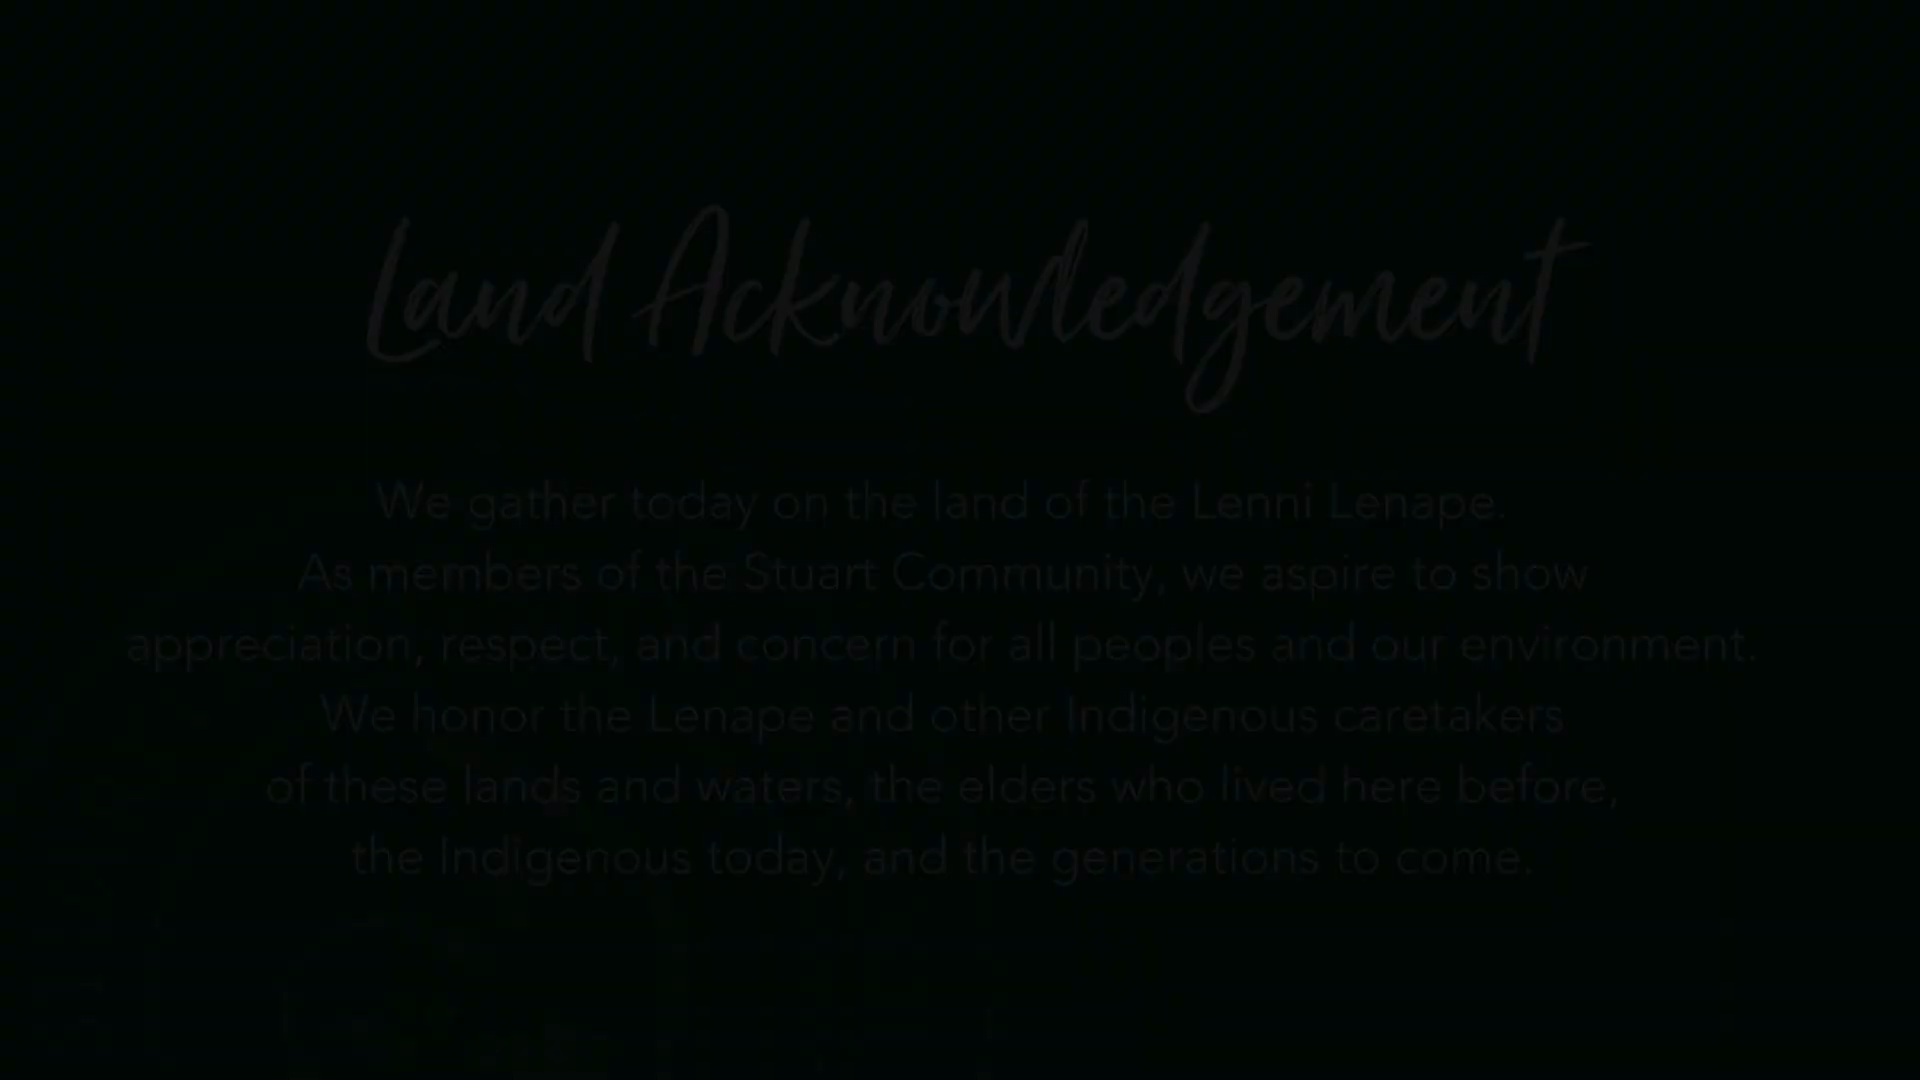 Land Acknowledgement
We gather today on the land of the Lenni Lenape.
As members of the Stuart Community, we aspire to show
appreciation, respect, and concern for all peoples and our environment.
We honor the Lenape and other Indigenous caretakers
of these lands and waters, the elders who lived here before,
the Indigenous today, and the generations to come.